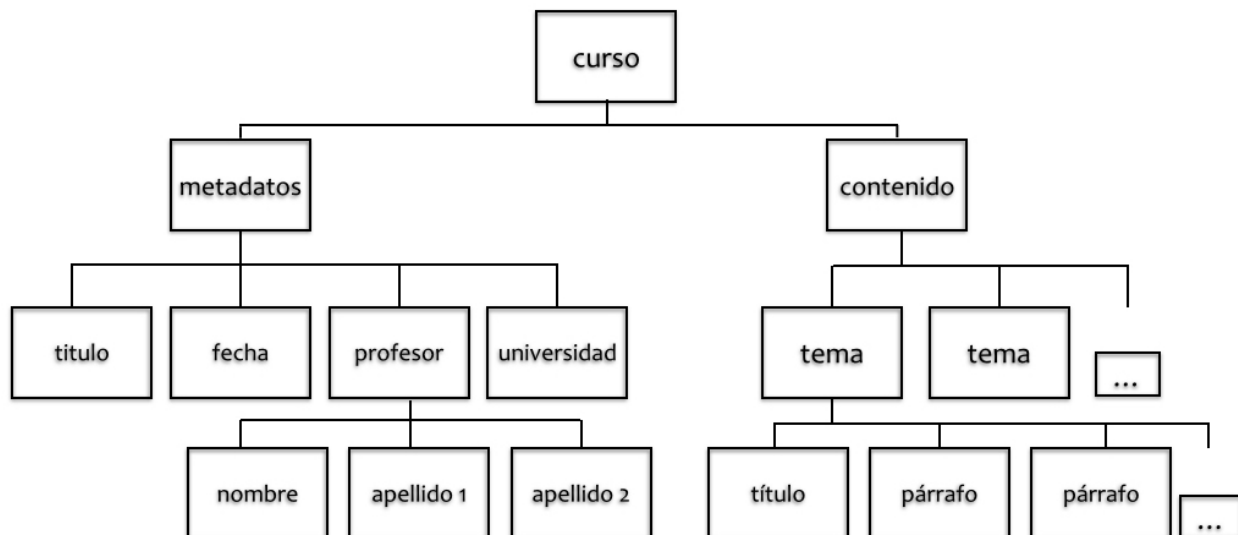 curso
metadatos
contenido
titulo
fecha
profesor
universidad
tema
tema
...
nombre
apellido 1
apellido 2
título
párrafo
párrafo
...